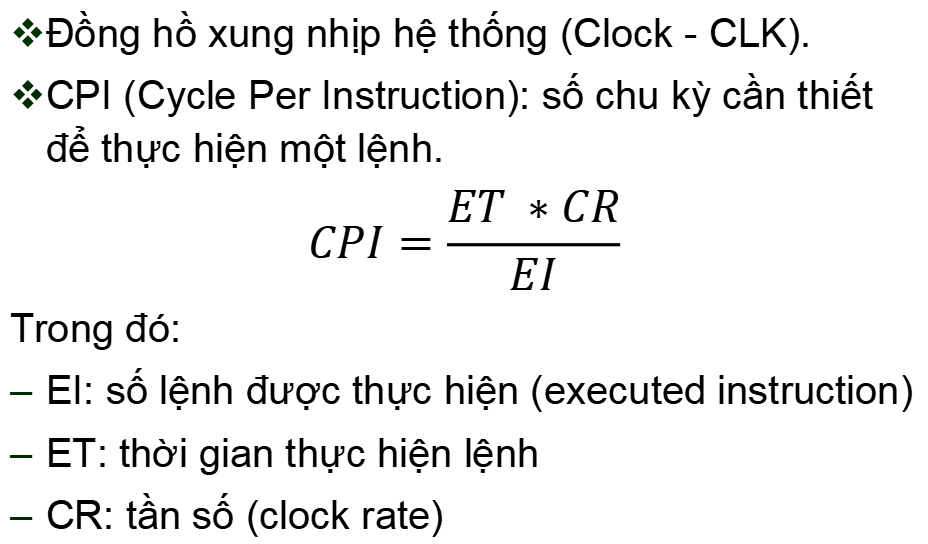 ❖Đồng hồ xung nhịp hệ thống (Clock - CLK).
❖CPI (Cycle Per Instruction): số chu kỳ cần thiết
để thực hiện một lệnh.
CPI = ET * CR / EI
Trong đó:
– EI: số lệnh được thực hiện (executed instruction)
– ET: thời gian thực hiện lệnh
– CR: tần số (clock rate)